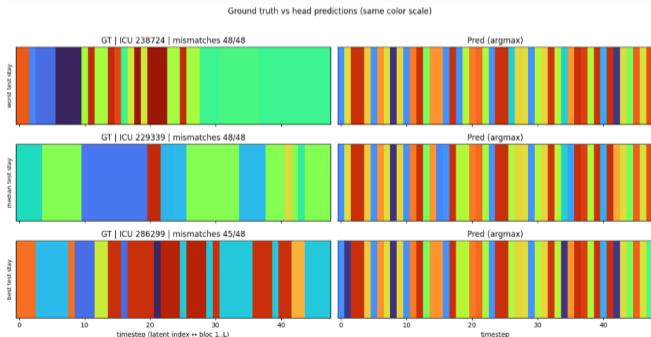 Ground truth vs head predictions (same color scale)
GT | ICU 238724 | mismatches 48/48
Pred (argmax)
worst test stay
GT | ICU 229339 | mismatches 48/48
Pred (argmax)
median test stay
GT | ICU 286299 | mismatches 45/48
Pred (argmax)
best test stay
0 10 20 30 40
0 10 20 30 40
timestep (latent index ↔ bloc 1..L)
timestep